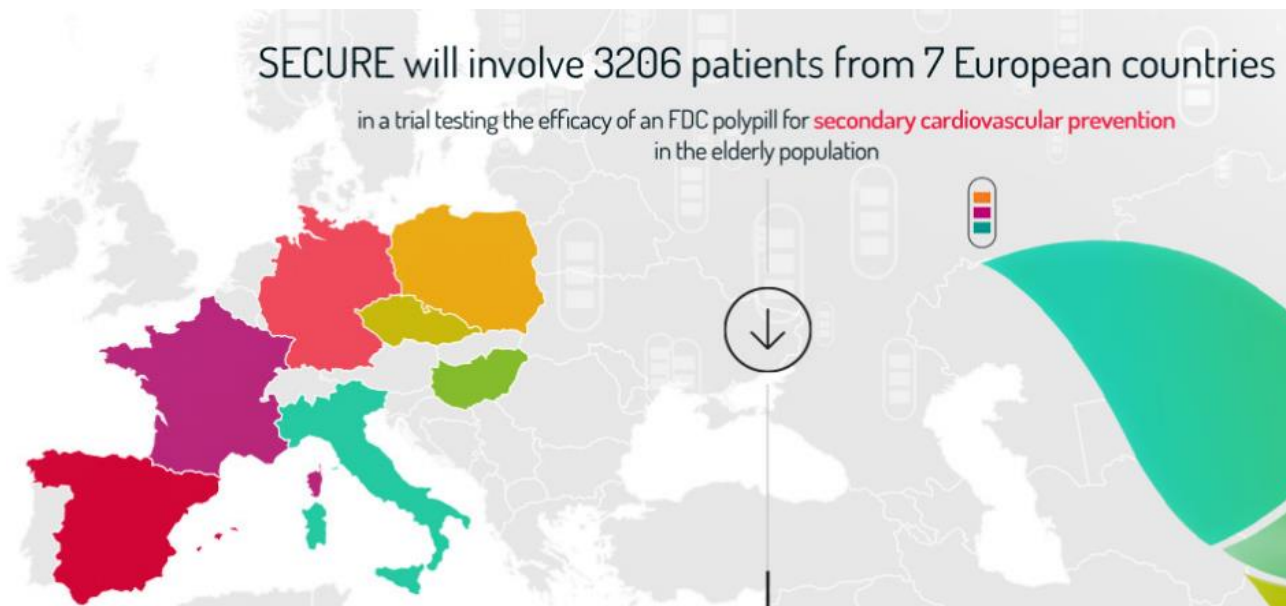 SECURE will involve 3206 patients from 7 European countries
in a trial testing the efficacy of an FDC polypill for secondary cardiovascular prevention
in the elderly population